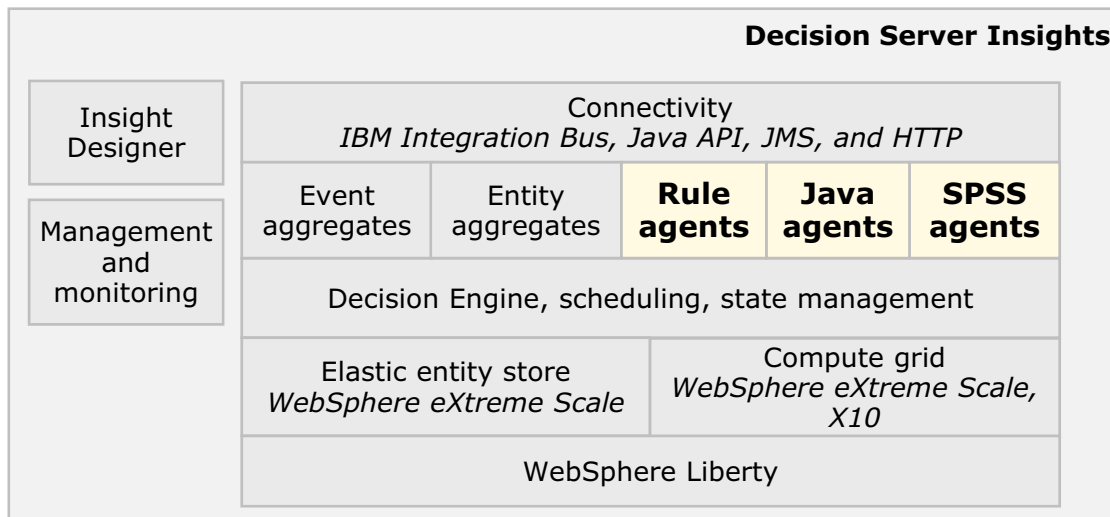 Decision Server Insights
Insight
Designer
Management
and
monitoring
Connectivity
IBM Integration Bus, Java API, JMS, and HTTP
Event
aggregates
Entity
aggregates
Rule
agents
Java
agents
SPSS
agents
Decision Engine, scheduling, state management
Elastic entity store
WebSphere eXtreme Scale
Compute grid
WebSphere eXtreme Scale,
X10
WebSphere Liberty